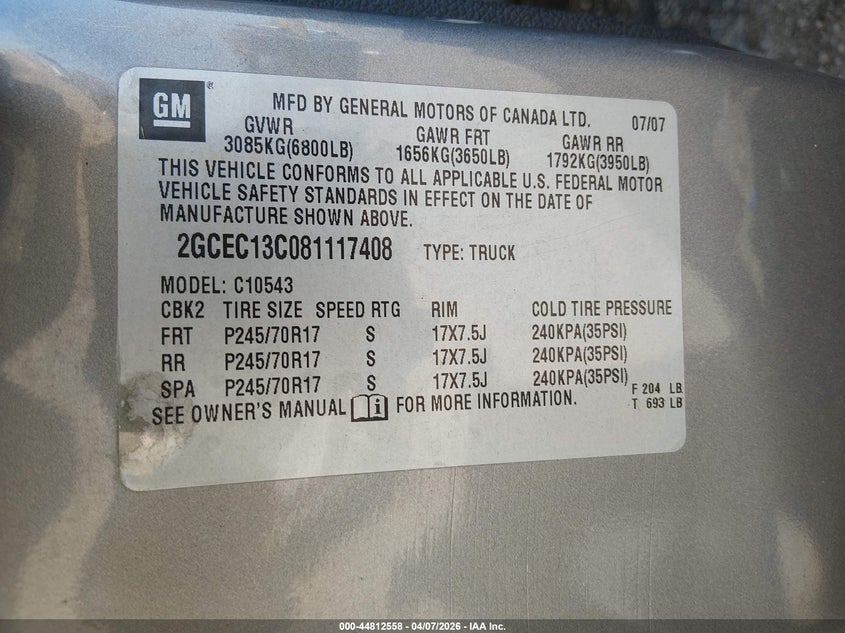 GM ®
MFD BY GENERAL MOTORS OF CANADA LTD. 07/07
GVWR GAWR FRT GAWR RR
3085KG(6800LB) 1656KG(3650LB) 1792KG(3950LB)
THIS VEHICLE CONFORMS TO ALL APPLICABLE U.S. FEDERAL MOTOR
VEHICLE SAFETY STANDARDS IN EFFECT ON THE DATE OF
MANUFACTURE SHOWN ABOVE.
2GCEC13C081117408 TYPE: TRUCK
MODEL: C10543
CBK2 TIRE SIZE SPEED RTG RIM COLD TIRE PRESSURE
FRT P245/70R17 S 17X7.5J 240KPA(35PSI)
RR P245/70R17 S 17X7.5J 240KPA(35PSI)
SPA P245/70R17 S 17X7.5J 240KPA(35PSI)
F 204 LB
SEE OWNER'S MANUAL i FOR MORE INFORMATION.
T 693 LB
000-44812558 - 04/07/2026 - IAA Inc.